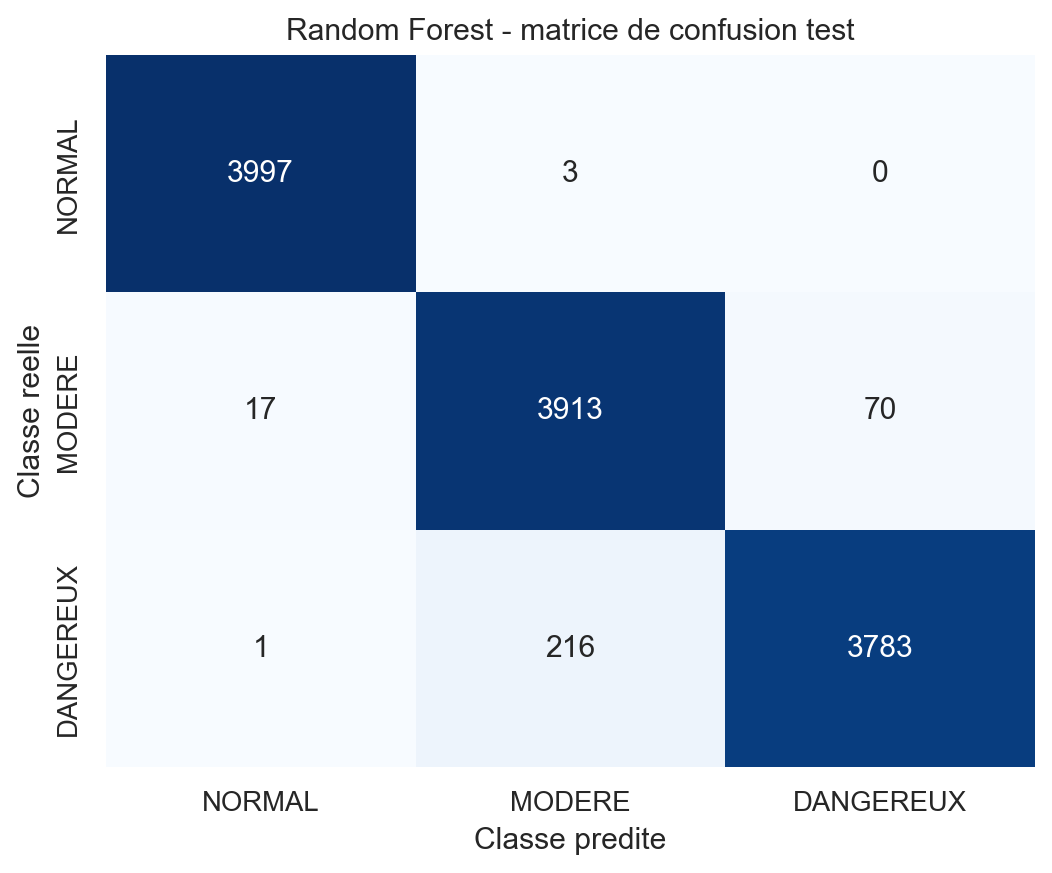 Random Forest - matrice de confusion test
Classe reelle
NORMAL
3997
3
0
MODERE
17
3913
70
DANGEREUX
1
216
3783
NORMAL
MODERE
DANGEREUX
Classe predite